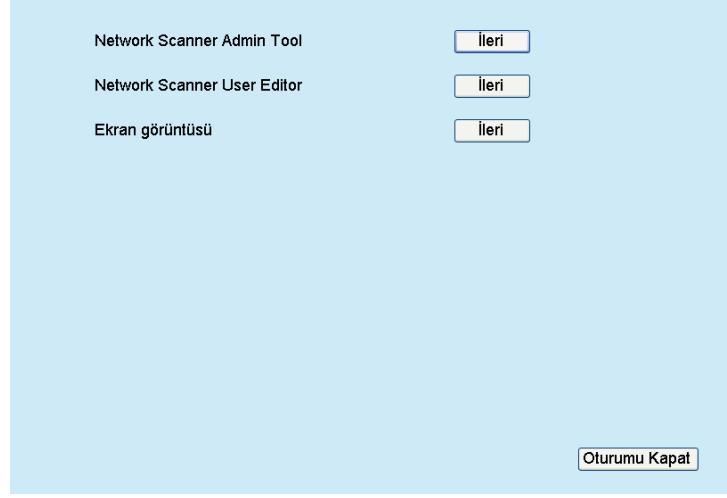 Network Scanner Admin Tool İleri
Network Scanner User Editor İleri
Ekran görüntüsü İleri
Oturumu Kapat